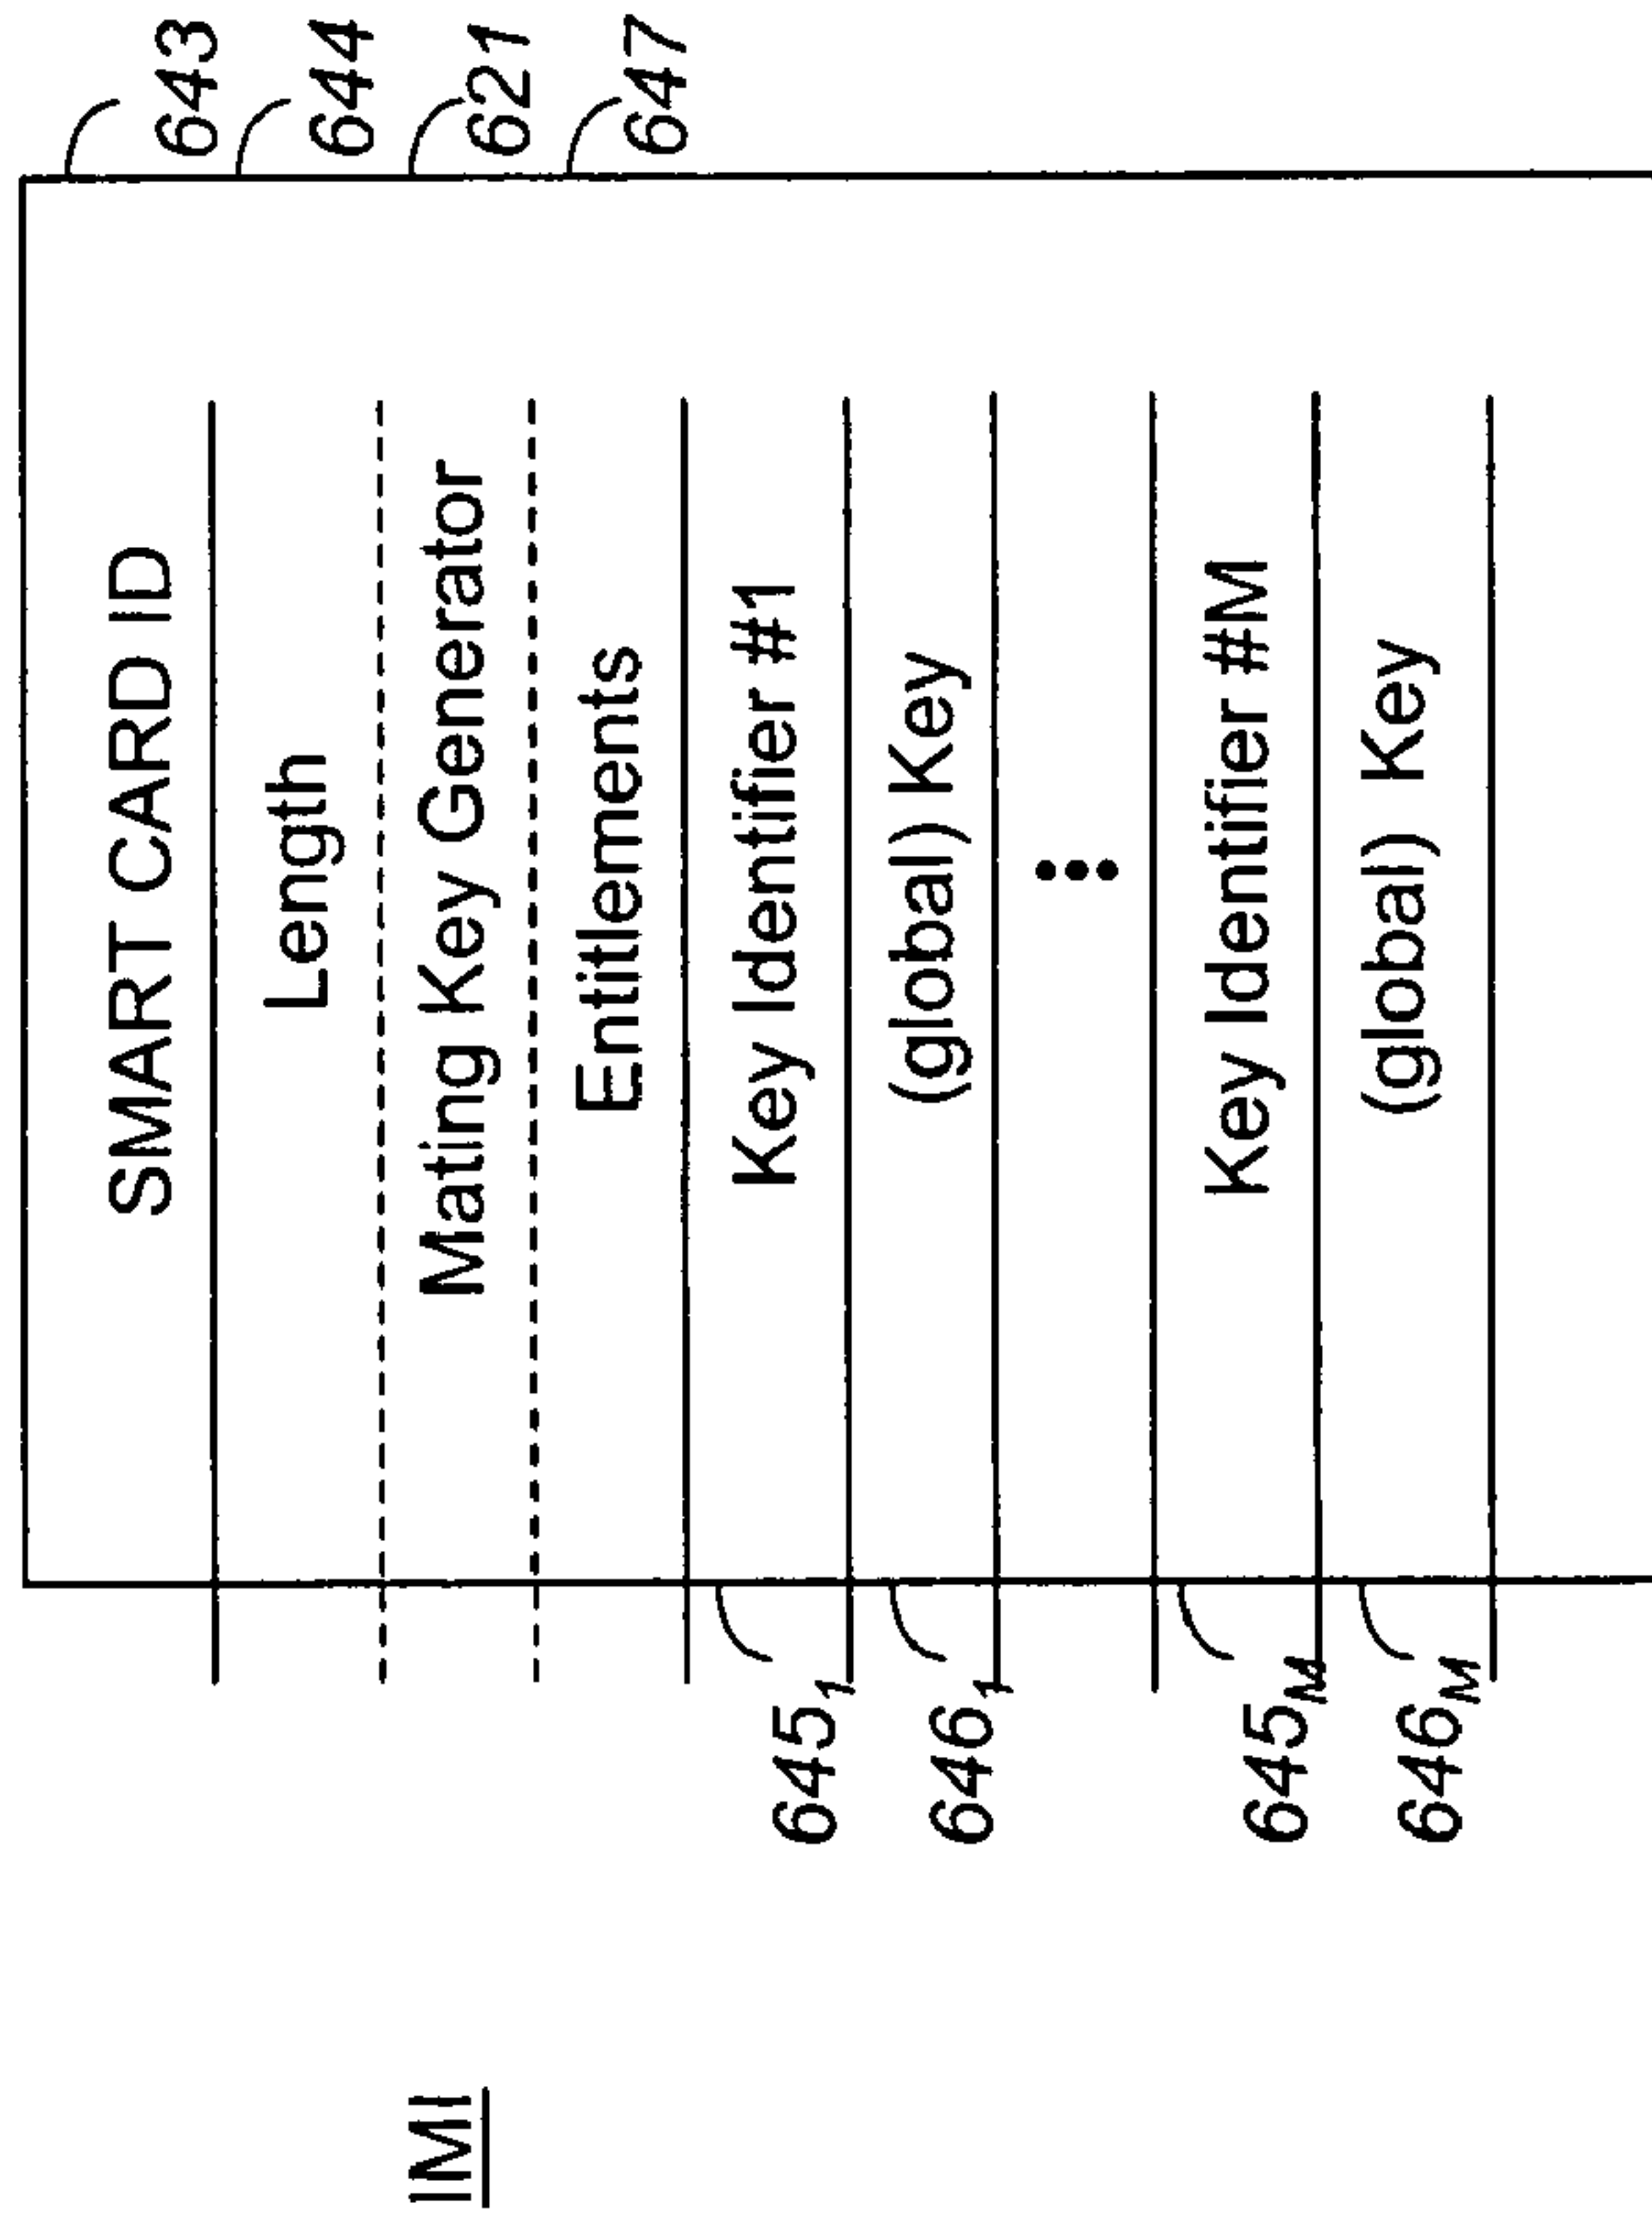 643
SMART CARD ID
644
Length
621
Mating Key Generator
647
Entitlements
IMI
Key Identifier #1
645₁
(global) Key
646₁
•••
Key Identifier #M
645M
(global) Key
646M